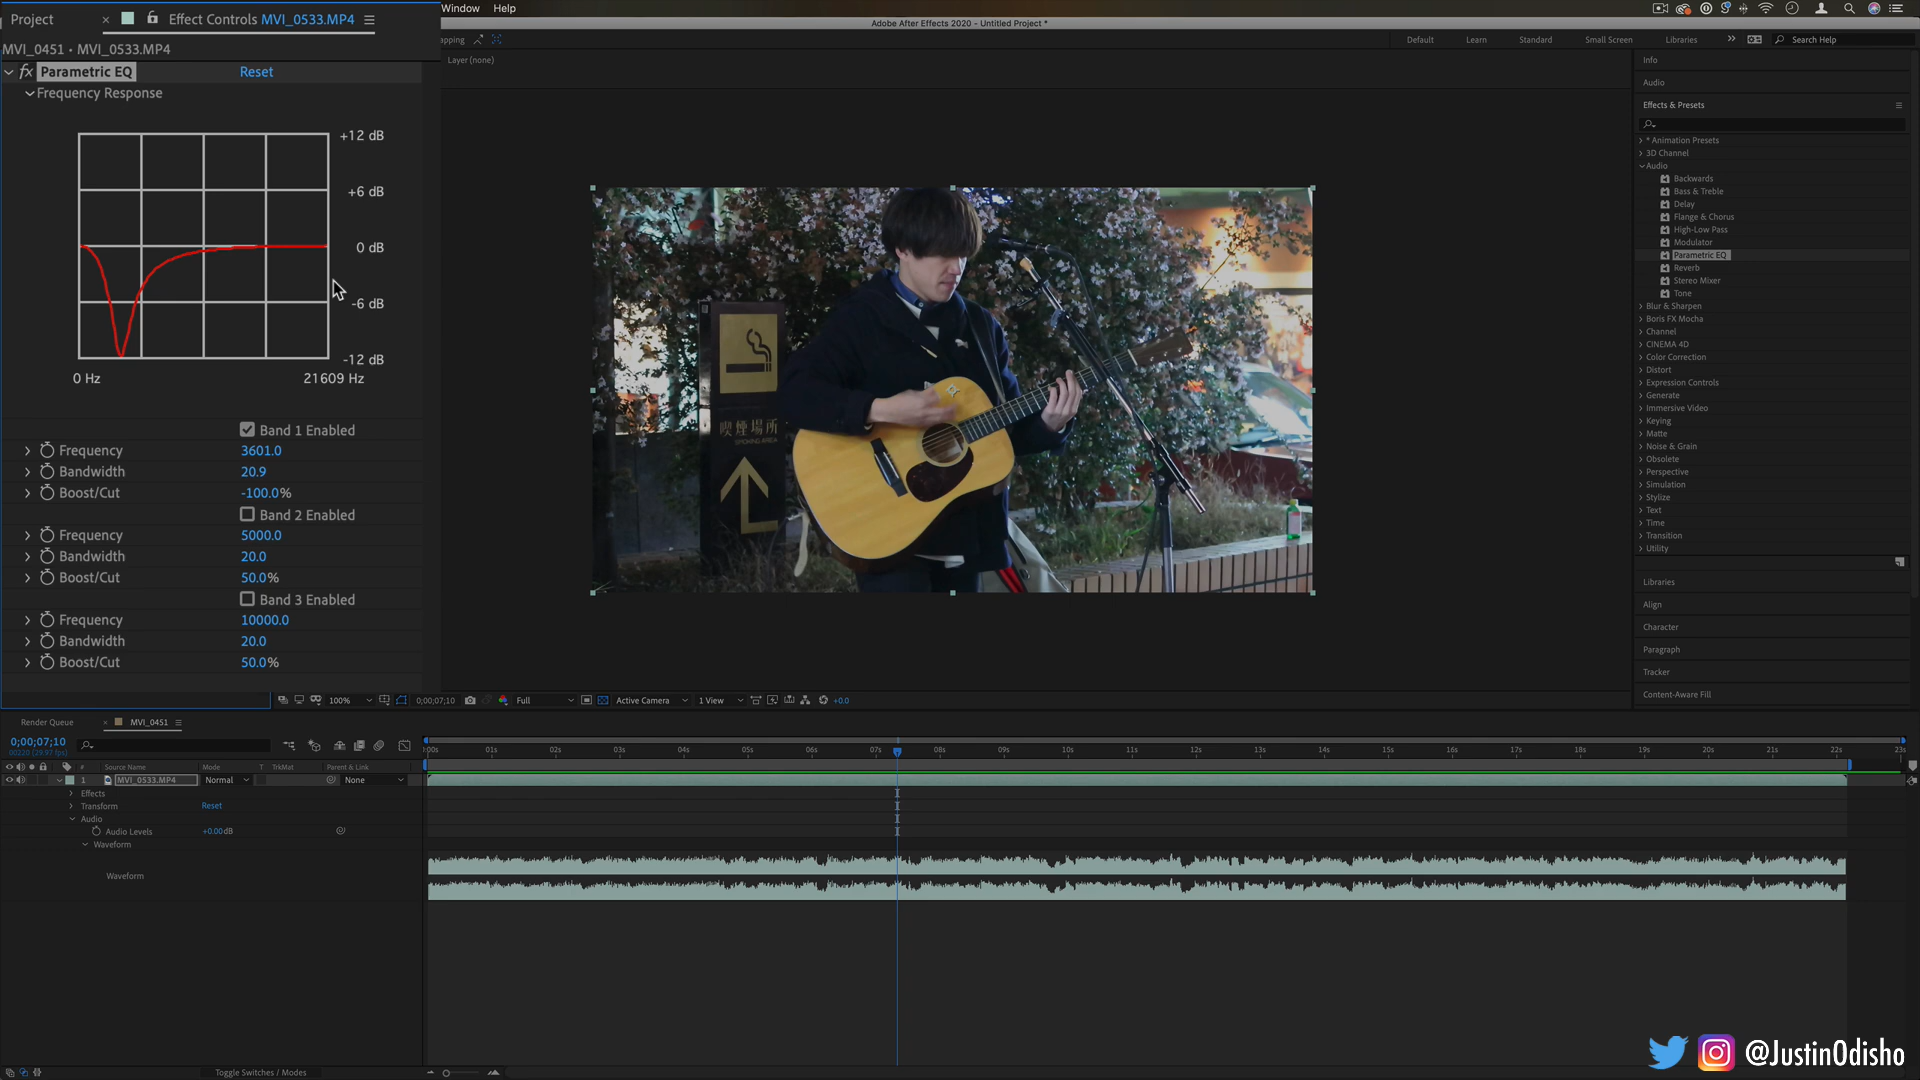 Window Help
Adobe After Effects 2020 - Untitled Project *
Project
Effect Controls MVI_0533.MP4
MVI_0451 • MVI_0533.MP4
Parametric EQ Reset
Frequency Response
+12 dB
+6 dB
0 dB
-6 dB
-12 dB
0 Hz 21609 Hz
Band 1 Enabled
Frequency 3601.0
Bandwidth 20.9
Boost/Cut -100.0%
Band 2 Enabled
Frequency 5000.0
Bandwidth 20.0
Boost/Cut 50.0%
Band 3 Enabled
Frequency 10000.0
Bandwidth 20.0
Boost/Cut 50.0%
apping
Layer (none)
Default Learn Standard Small Screen Libraries Search Help
喫煙場所
SMOKING AREA
100% 0;00;07;10 Full Active Camera 1 View +0.0
Info
Audio
Effects & Presets
* Animation Presets
3D Channel
Audio
Backwards
Bass & Treble
Delay
Flange & Chorus
High-Low Pass
Modulator
Parametric EQ
Reverb
Stereo Mixer
Tone
Blur & Sharpen
Boris FX Mocha
Channel
CINEMA 4D
Color Correction
Distort
Expression Controls
Generate
Immersive Video
Keying
Matte
Noise & Grain
Obsolete
Perspective
Simulation
Stylize
Text
Time
Transition
Utility
Libraries
Align
Character
Paragraph
Tracker
Content-Aware Fill
Render Queue MVI_0451
0;00;07;10
00220 (29.97 fps)
:00s 01s 02s 03s 04s 05s 06s 07s 08s 09s 10s 11s 12s 13s 14s 15s 16s 17s 18s 19s 20s 21s 22s 23s
# Source Name Mode T TrkMat Parent & Link
1 MVI_0533.MP4 Normal None
Effects
Transform Reset
Audio
Audio Levels +0.00dB
Waveform
Waveform
Toggle Switches / Modes
@JustinOdisho